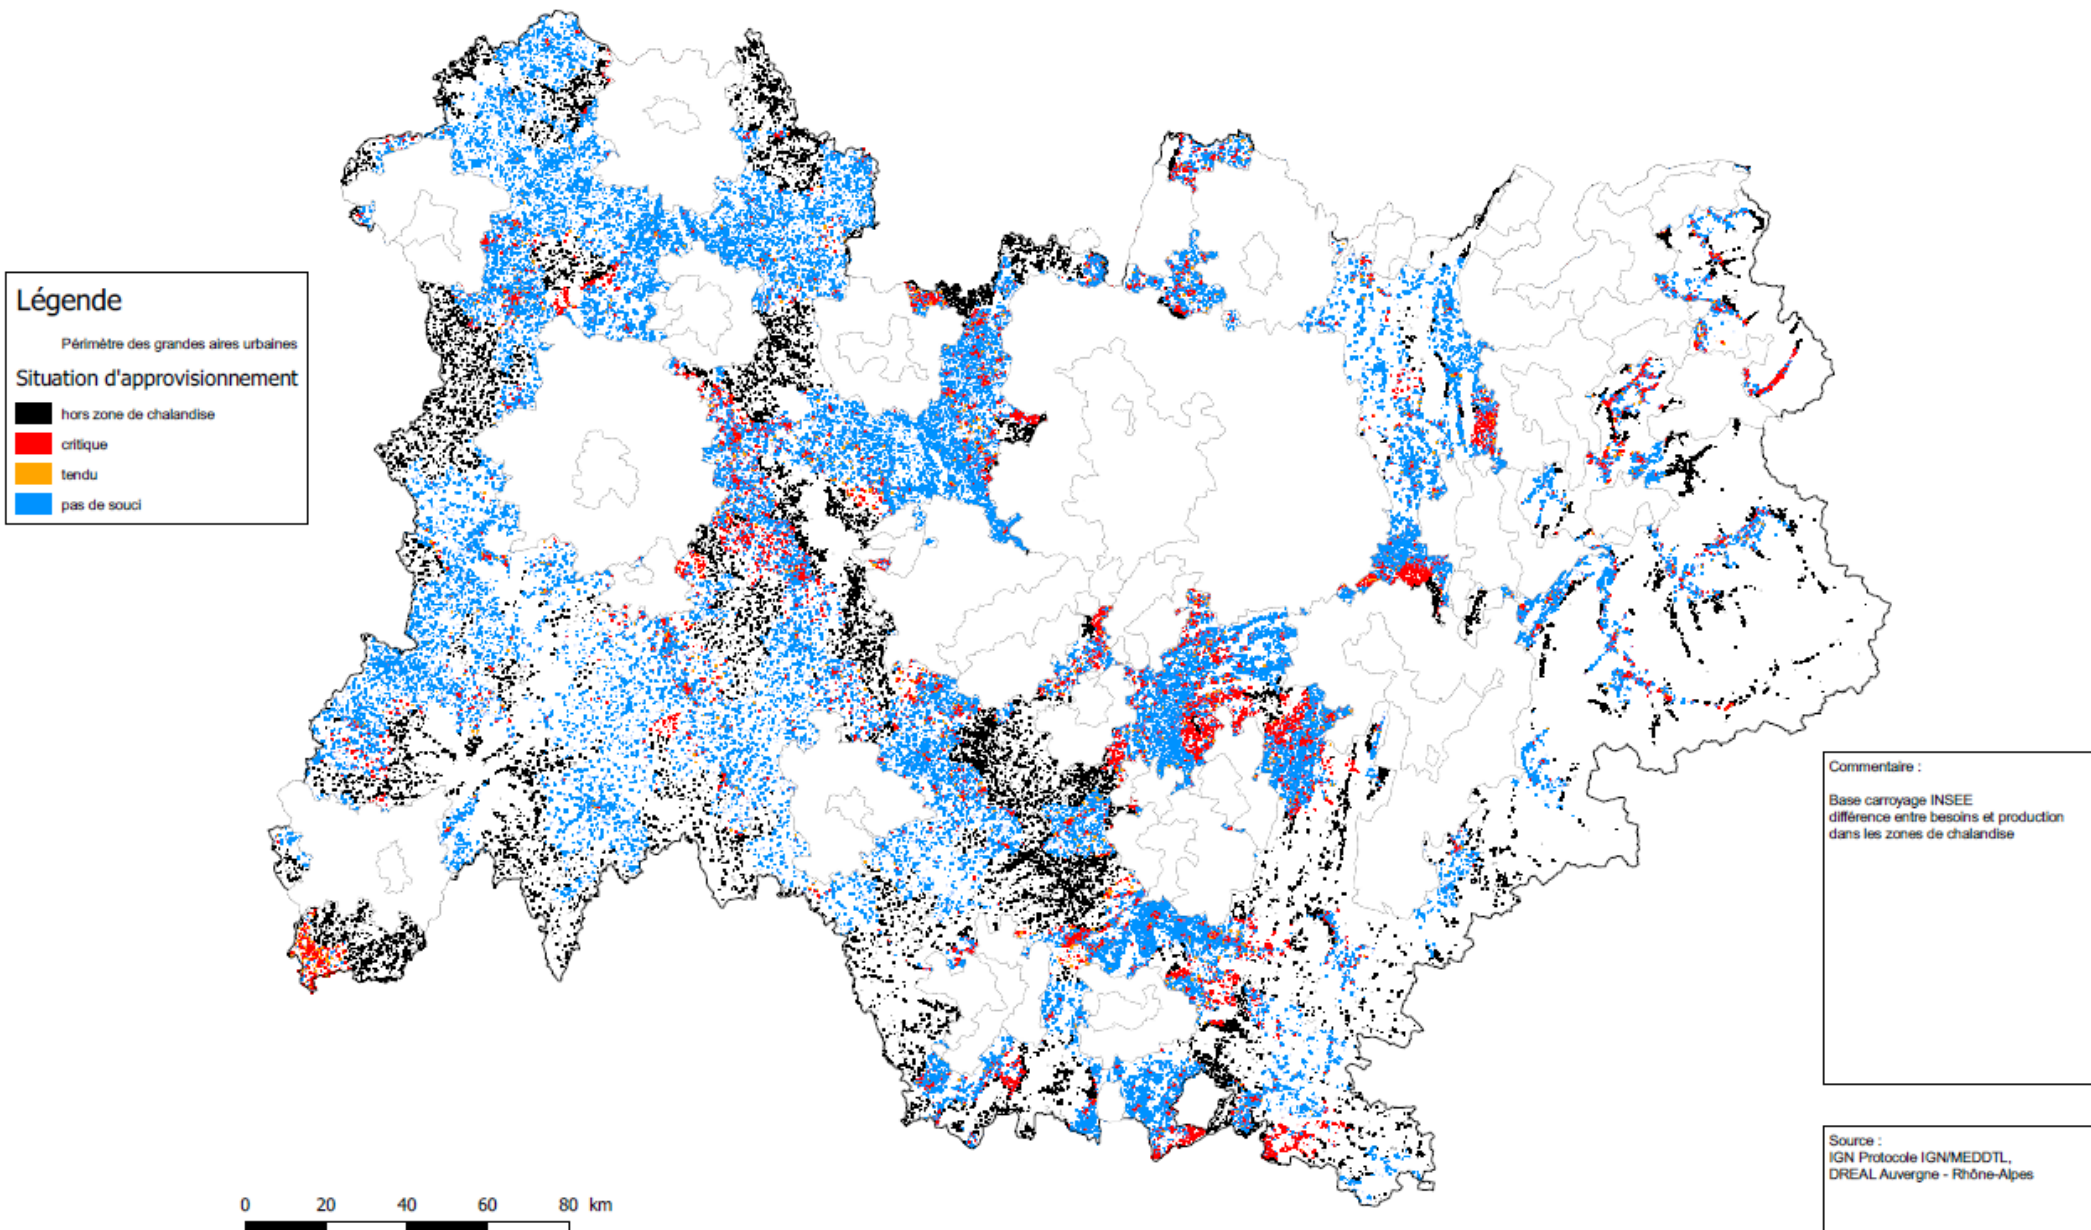 Légende
Périmètre des grandes aires urbaines
Situation d'approvisionnement
hors zone de chalandise
critique
tendu
pas de souci
Commentaire :
Base carroyage INSEE
différence entre besoins et production
dans les zones de chalandise
Source :
IGN Protocole IGN/MEDDTL,
DREAL Auvergne - Rhône-Alpes
0 20 40 60 80 km